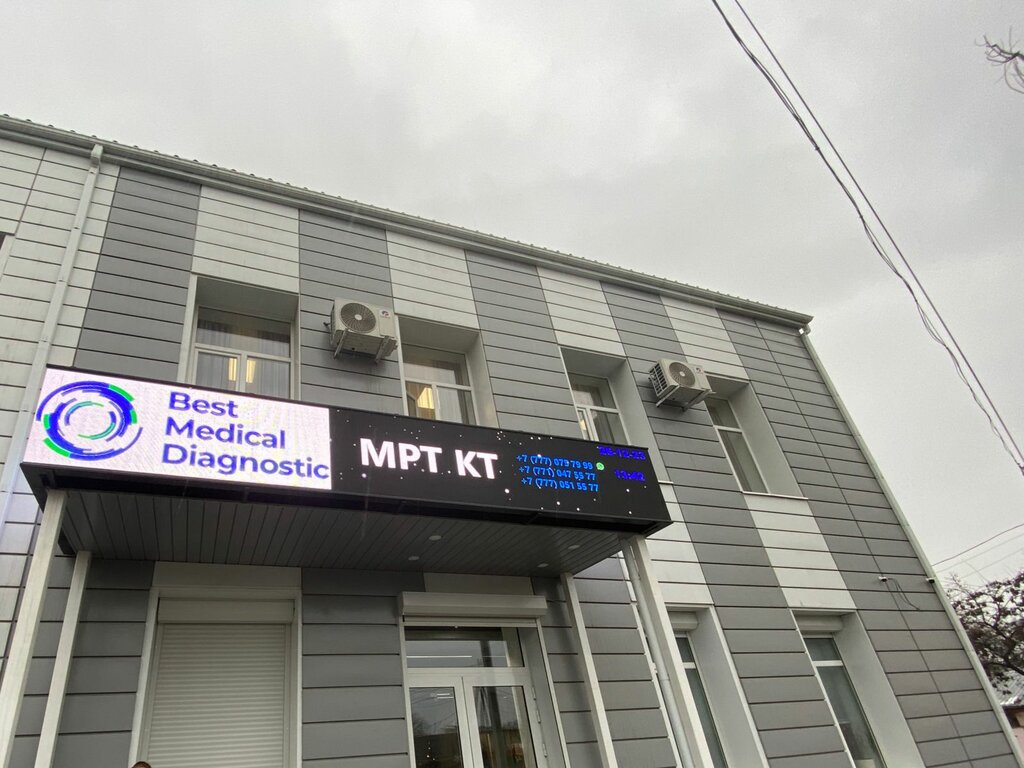 Best
Medical
Diagnostic
МРТ КТ
+7 (777) 079 79 99
+7 (771) 047 55 77
+7 (777) 051 55 77